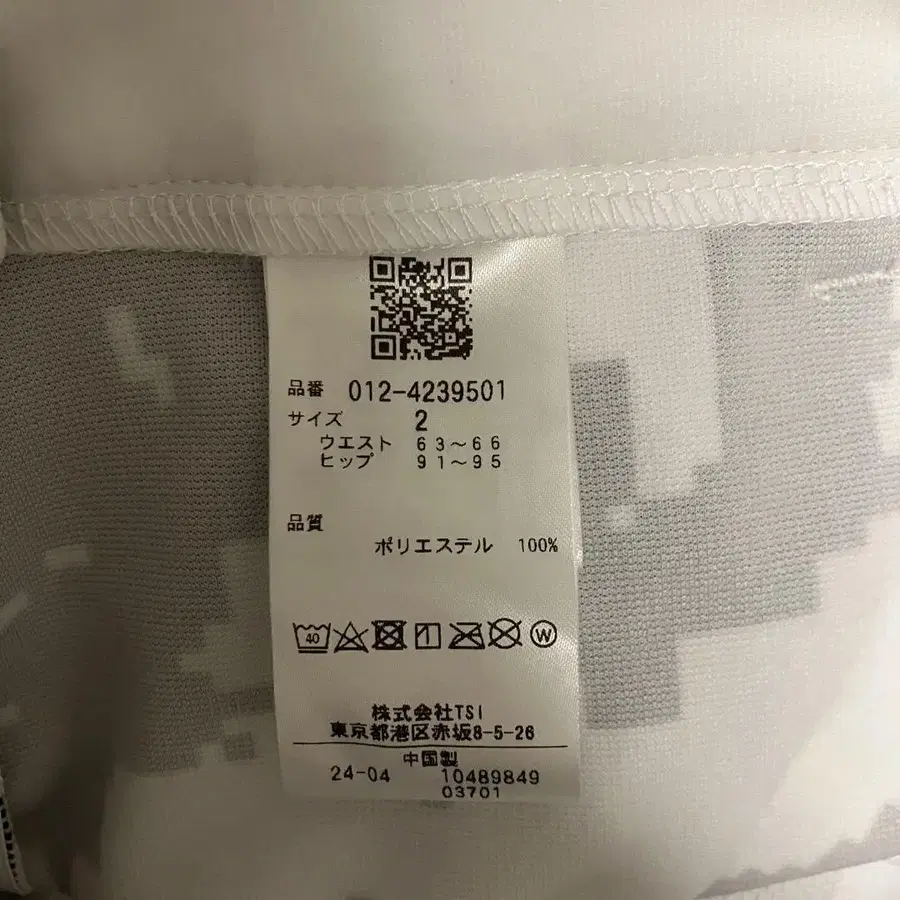 品番 012-4239501
サイズ 2
ウエスト 63～66
ヒップ 91～95
品質
ポリエステル 100%
40 W
株式会社TSI
東京都港区赤坂8-5-26
中国製
24-04 10489849
03701